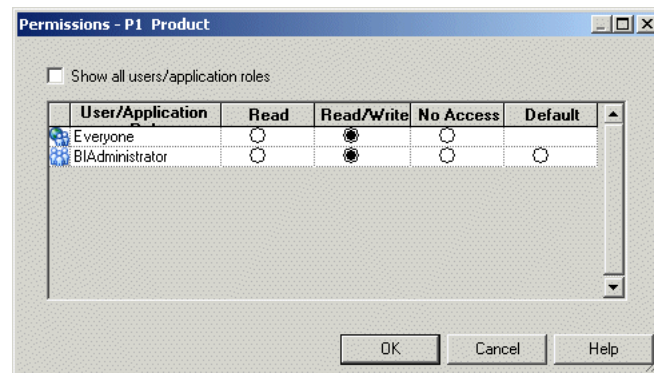 Permissions - P1 Product
Show all users/application roles
User/Application Read Read/Write No Access Default
Everyone
BIAdministrator
OK Cancel Help